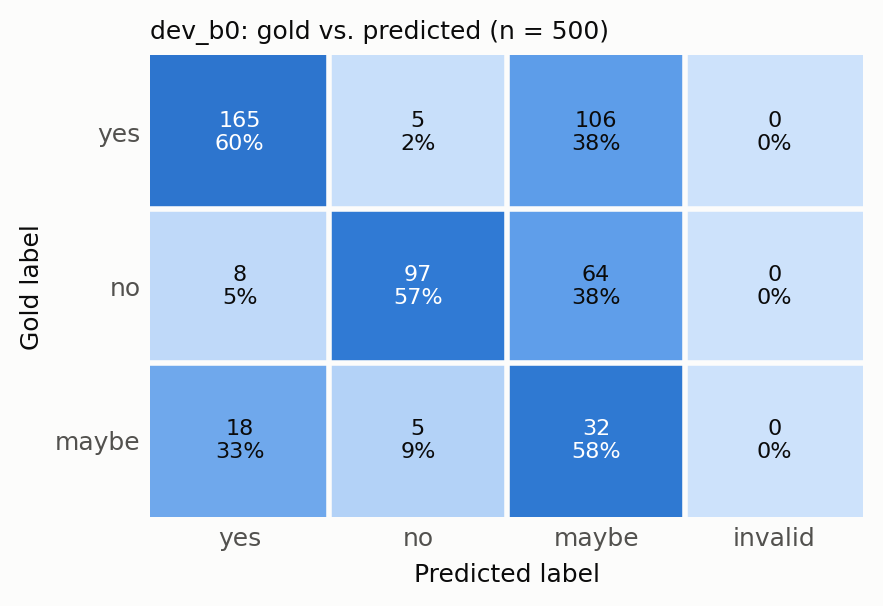 dev_b0: gold vs. predicted (n = 500)
Gold label
yes
165
60%
5
2%
106
38%
0
0%
no
8
5%
97
57%
64
38%
0
0%
maybe
18
33%
5
9%
32
58%
0
0%
yes
no
maybe
invalid
Predicted label